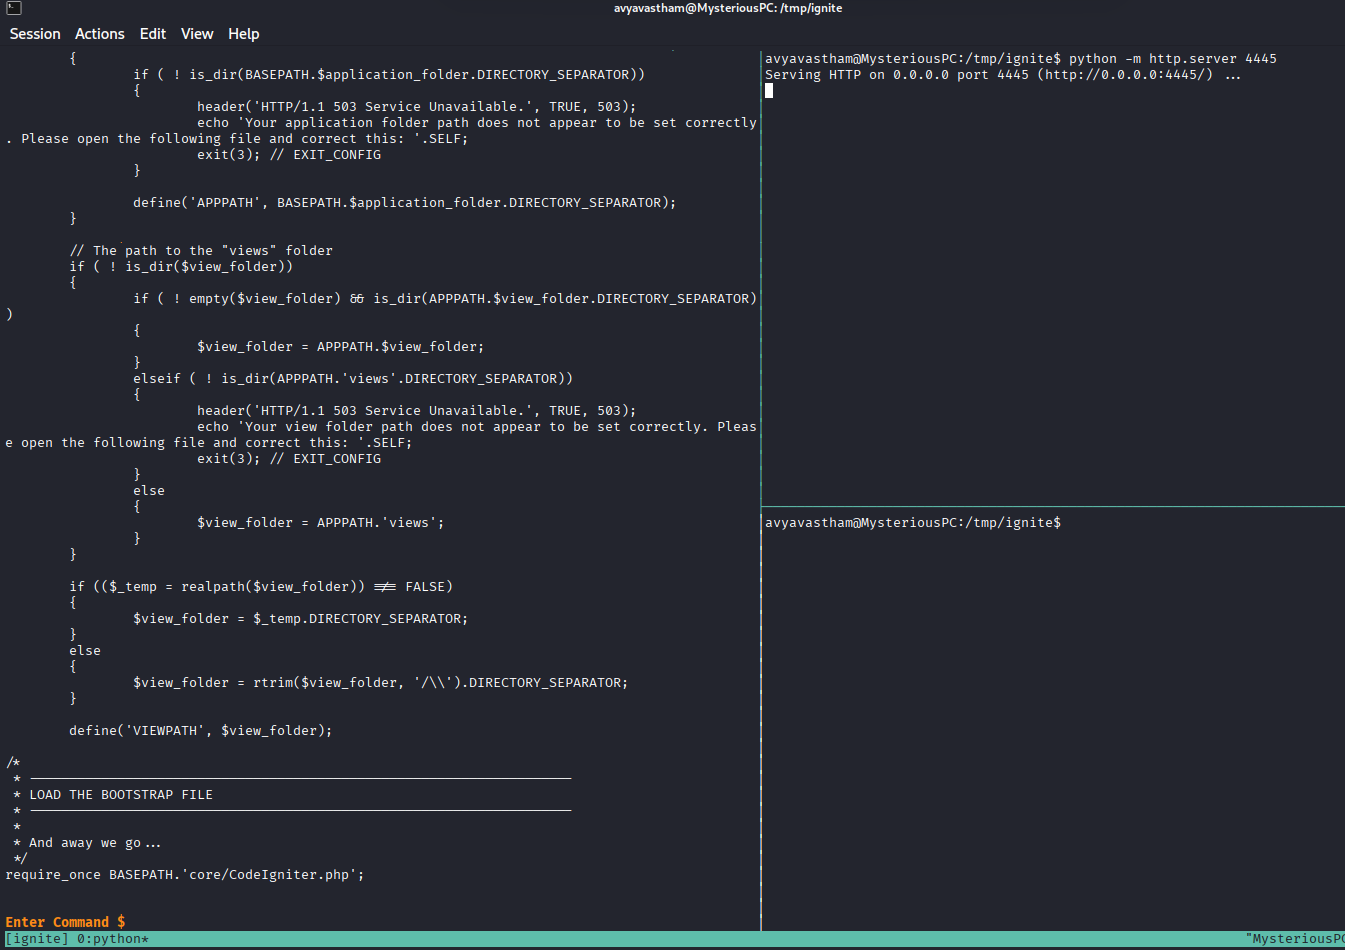 avyavastham@MysteriousPC: /tmp/ignite
Session Actions Edit View Help
{
if ( ! is_dir(BASEPATH.$application_folder.DIRECTORY_SEPARATOR))
{
header('HTTP/1.1 503 Service Unavailable.', TRUE, 503);
echo 'Your application folder path does not appear to be set correctly
. Please open the following file and correct this: '.SELF;
exit(3); // EXIT_CONFIG
}
define('APPPATH', BASEPATH.$application_folder.DIRECTORY_SEPARATOR);
}
// The path to the "views" folder
if ( ! is_dir($view_folder))
{
if ( ! empty($view_folder) && is_dir(APPPATH.$view_folder.DIRECTORY_SEPARATOR)
)
{
$view_folder = APPPATH.$view_folder;
}
elseif ( ! is_dir(APPPATH.'views'.DIRECTORY_SEPARATOR))
{
header('HTTP/1.1 503 Service Unavailable.', TRUE, 503);
echo 'Your view folder path does not appear to be set correctly. Pleas
e open the following file and correct this: '.SELF;
exit(3); // EXIT_CONFIG
}
else
{
$view_folder = APPPATH.'views';
}
}
if (($_temp = realpath($view_folder)) !== FALSE)
{
$view_folder = $_temp.DIRECTORY_SEPARATOR;
}
else
{
$view_folder = rtrim($view_folder, '/\\').DIRECTORY_SEPARATOR;
}
define('VIEWPATH', $view_folder);
/*
* --------------------------------------------------------------------
* LOAD THE BOOTSTRAP FILE
* --------------------------------------------------------------------
*
* And away we go...
*/
require_once BASEPATH.'core/CodeIgniter.php';
Enter Command $
avyavastham@MysteriousPC:/tmp/ignite$ python -m http.server 4445
Serving HTTP on 0.0.0.0 port 4445 (http://0.0.0.0:4445/) ...
avyavastham@MysteriousPC:/tmp/ignite$
[ignite] 0:python*
"MysteriousPC